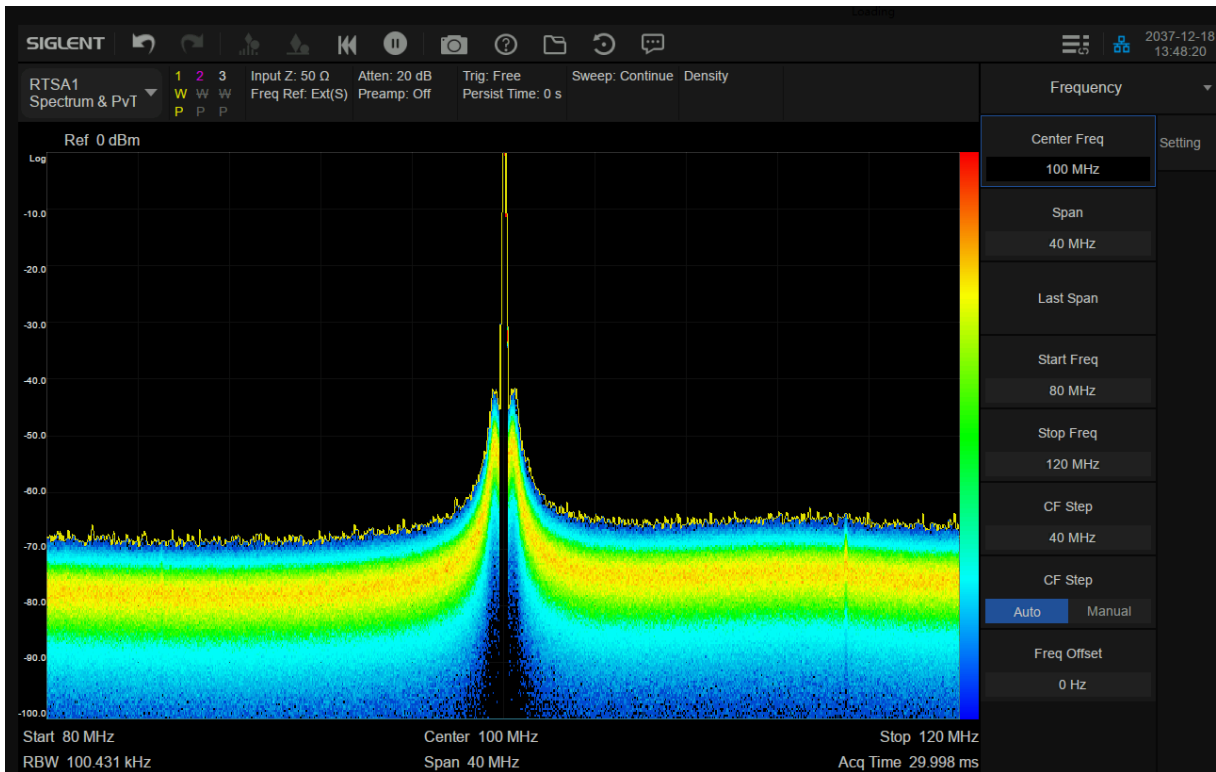 Loading
SIGLENT
2037-12-18
13:48:20
RTSA1
Spectrum & PvT
1 2 3
W W W
P P P
Input Z: 50 Ω Atten: 20 dB Trig: Free Sweep: Continue Density
Freq Ref: Ext(S) Preamp: Off Persist Time: 0 s
Ref 0 dBm
Log
-10.0
-20.0
-30.0
-40.0
-50.0
-60.0
-70.0
-80.0
-90.0
-100.0
Start 80 MHz Center 100 MHz Stop 120 MHz
RBW 100.431 kHz Span 40 MHz Acq Time 29.998 ms
Frequency
Setting
Center Freq
100 MHz
Span
40 MHz
Last Span
Start Freq
80 MHz
Stop Freq
120 MHz
CF Step
40 MHz
CF Step
Auto Manual
Freq Offset
0 Hz